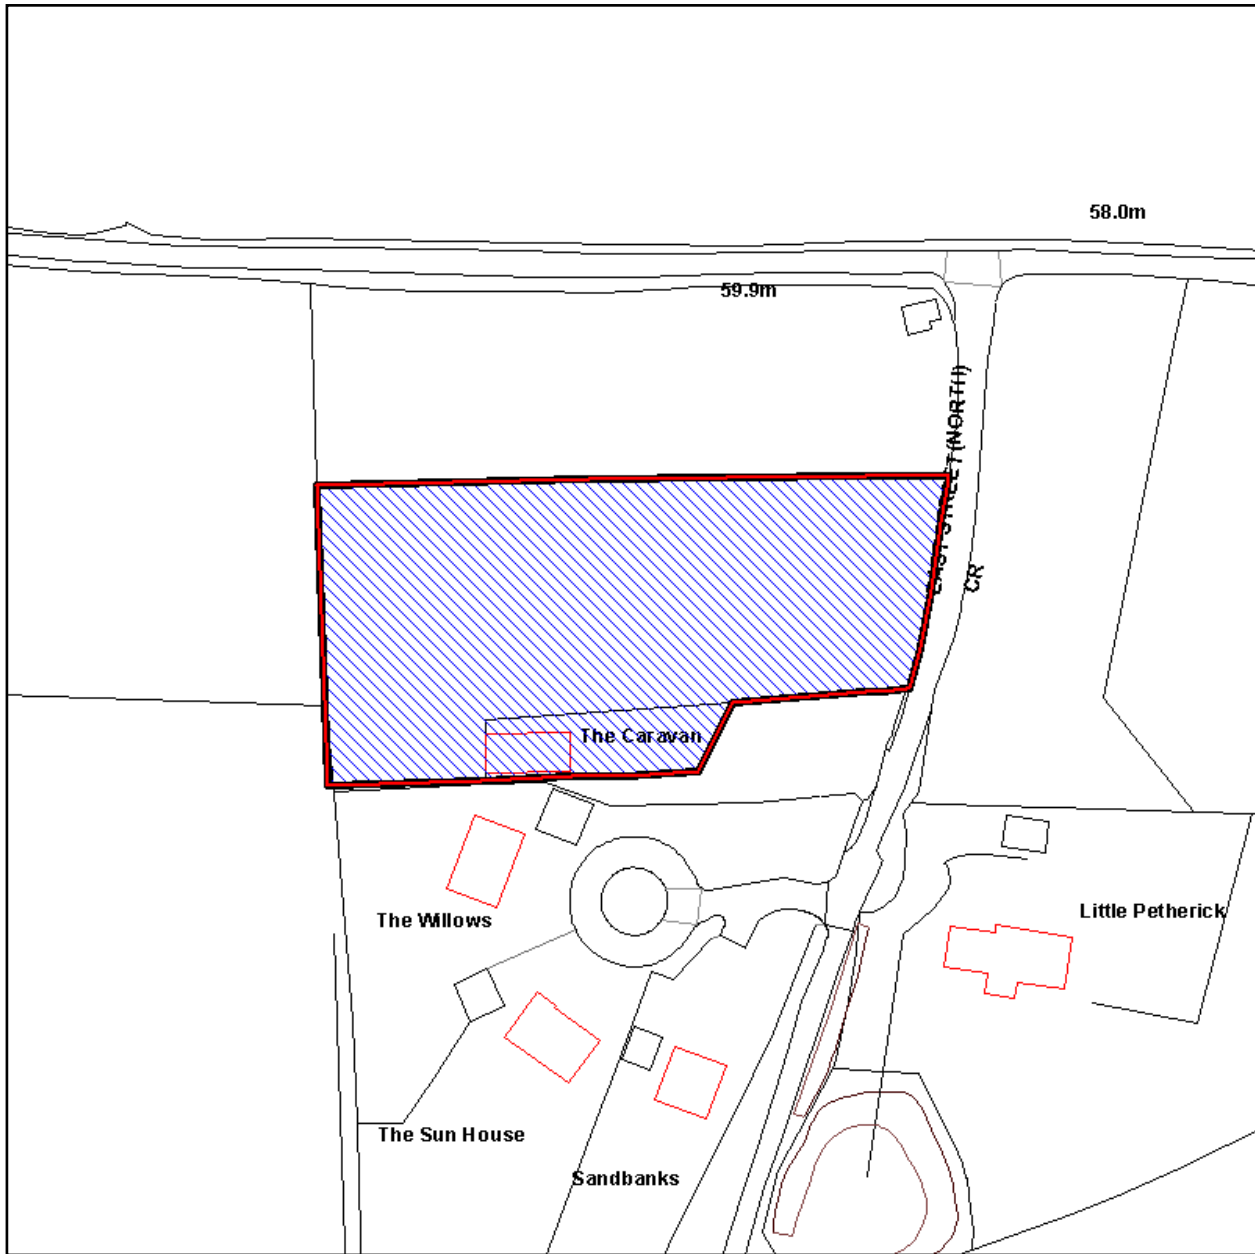 58.0m
59.9m
EAST STREET (NORTH)
CR
The Caravan
The Willows
Little Petherick
The Sun House
Sandbanks